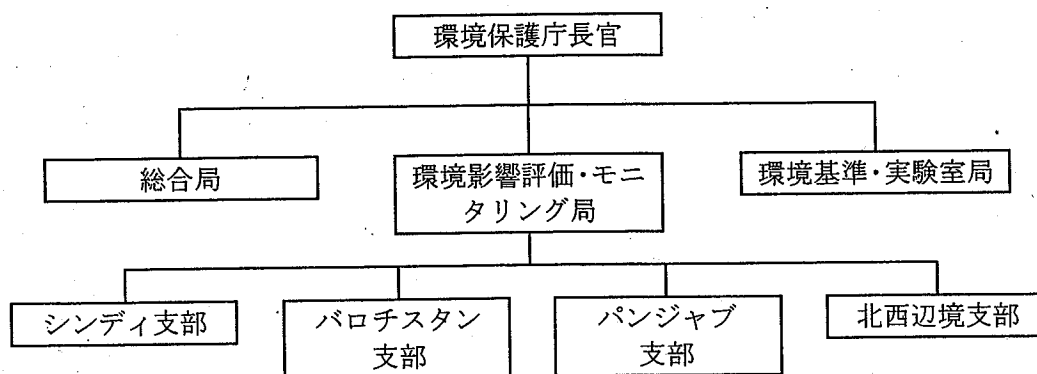 環境保護庁長官
総合局
環境影響評価・モニ
タリング局
環境基準・実験室局
シンディ支部
バロチスタン
支部
パンジャブ
支部
北西辺境支部